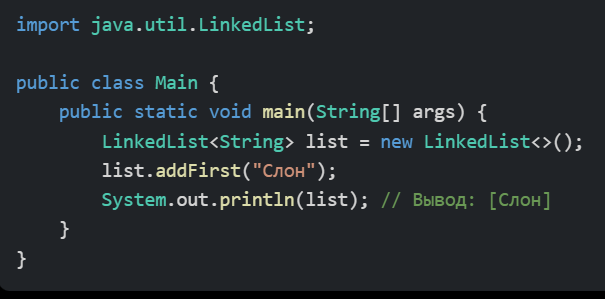 import java.util.LinkedList;
public class Main {
    public static void main(String[] args) {
        LinkedList<String> list = new LinkedList<>();
        list.addFirst("Слон");
        System.out.println(list); // Вывод: [Слон]
    }
}